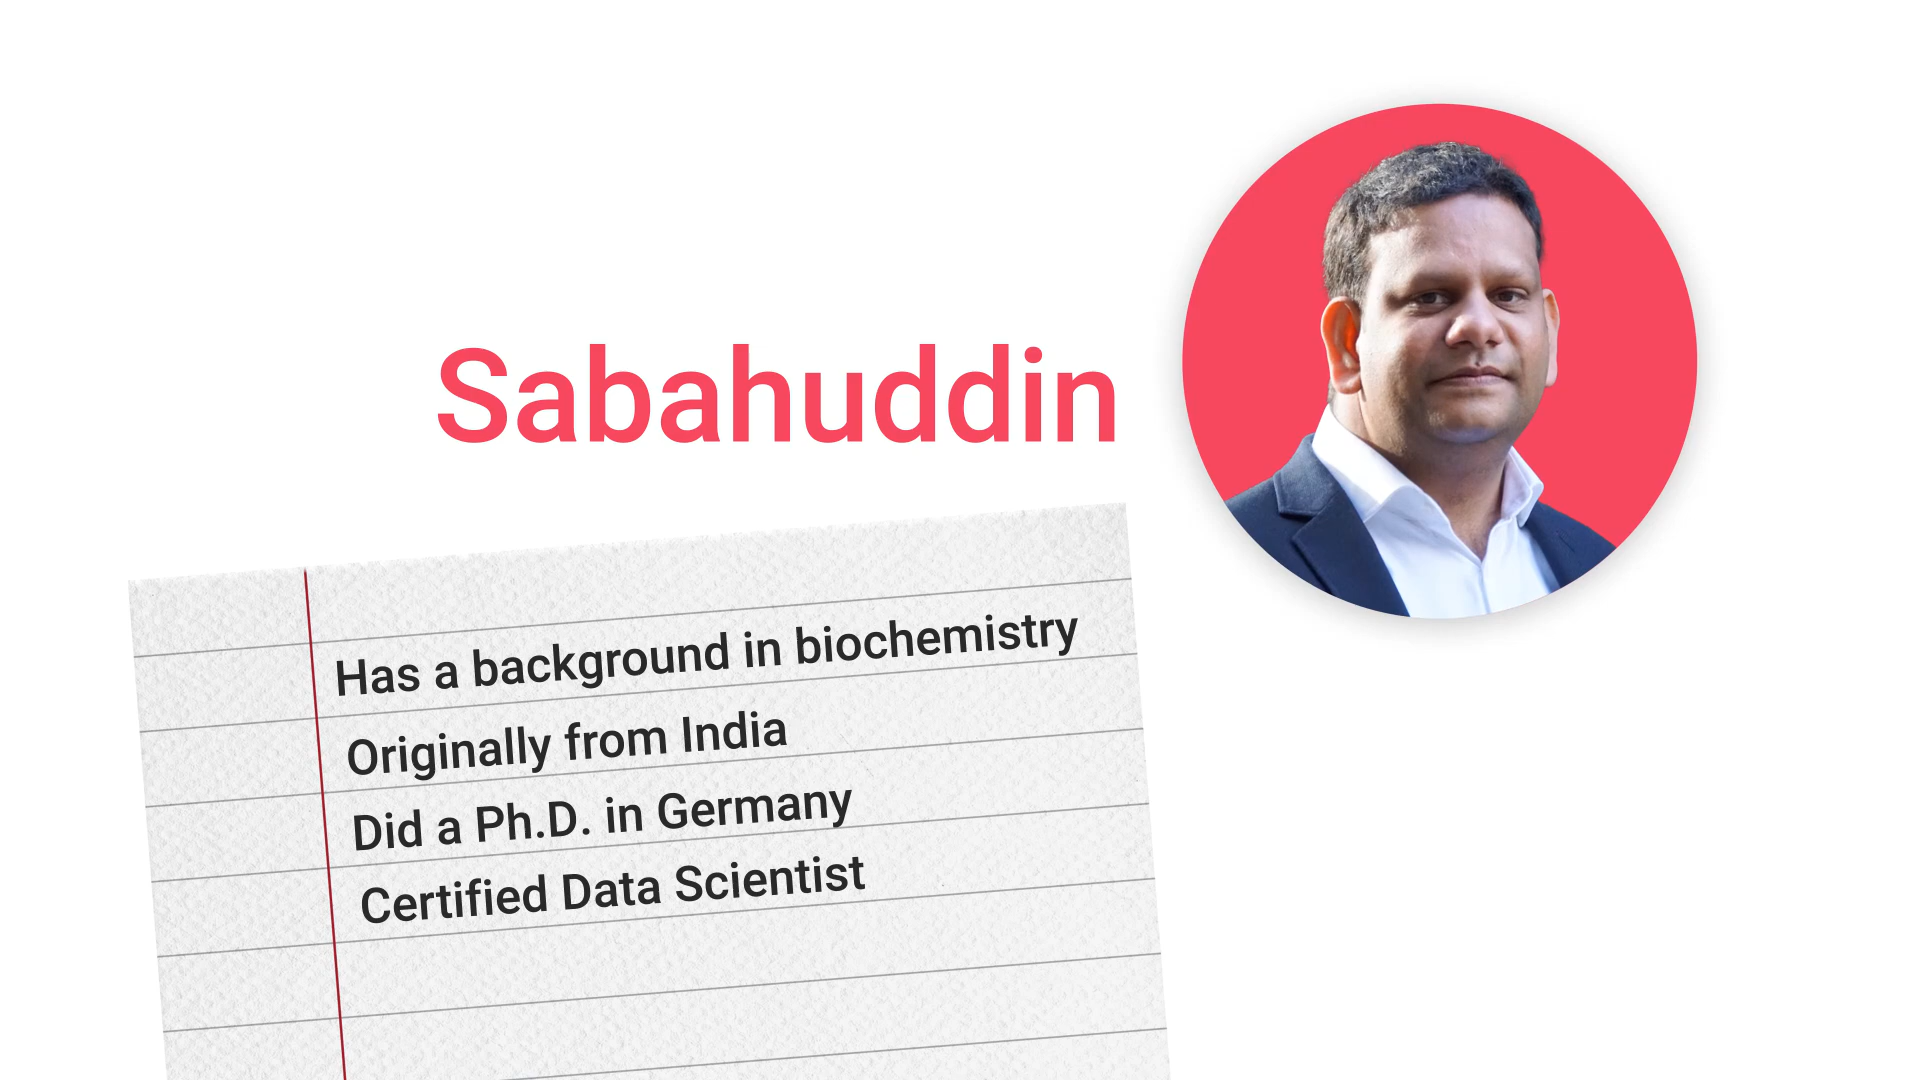 Sabahuddin
Has a background in biochemistry
Originally from India
Did a Ph.D. in Germany
Certified Data Scientist